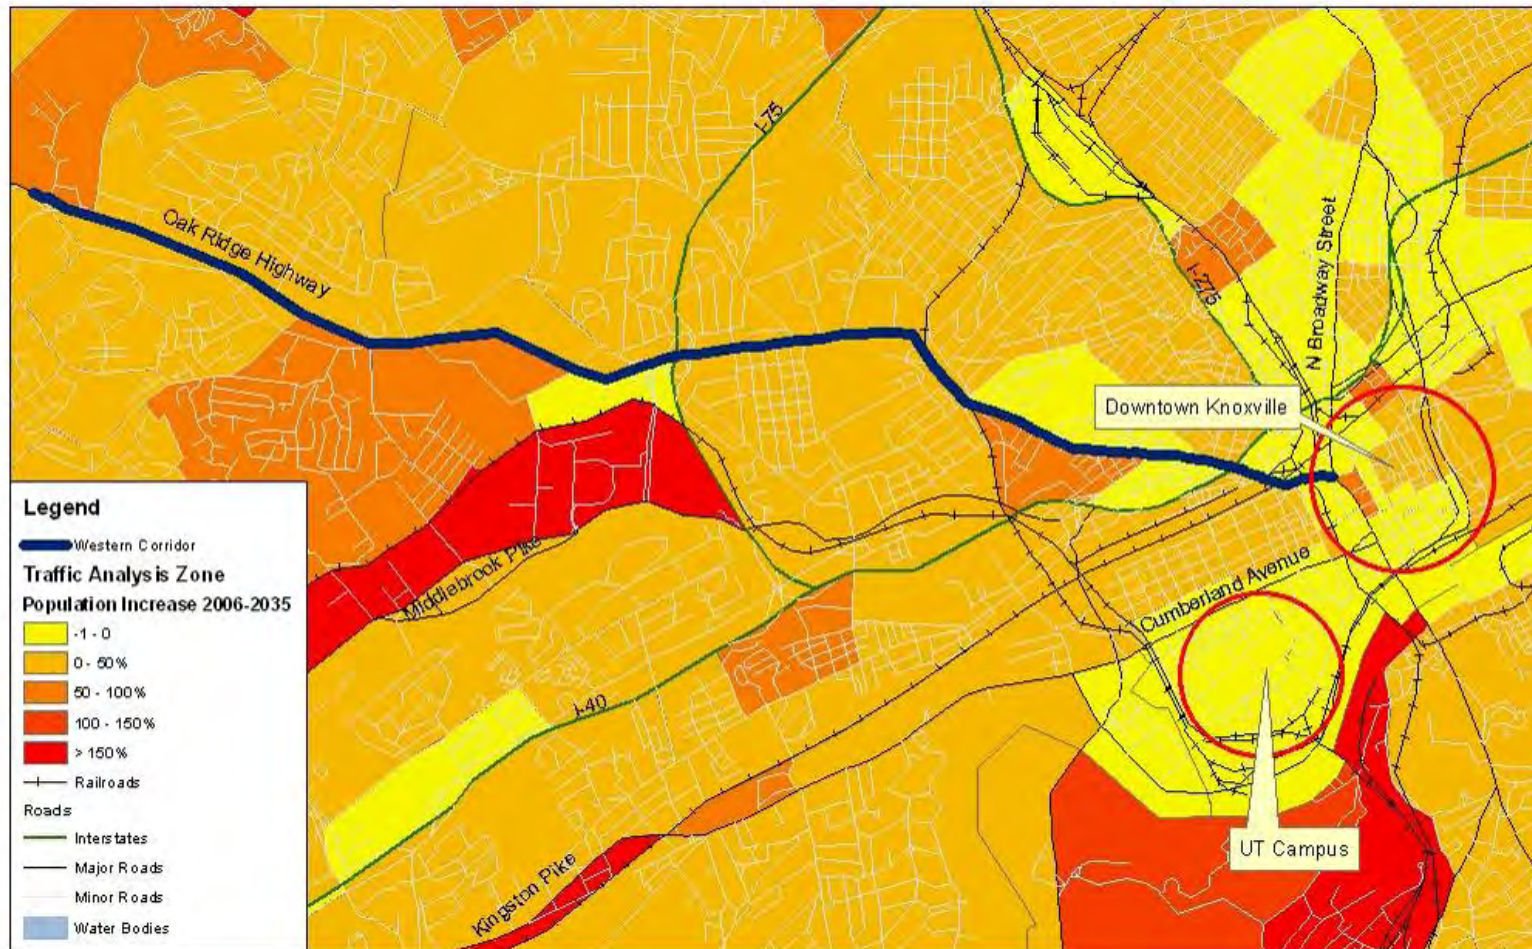 I-75
Oak Ridge Highway
I-275
N Broadway Street
Downtown Knoxville
Middlebrook Pike
Cumberland Avenue
I-40
Kingston Pike
UT Campus
Legend
Western Corridor
Traffic Analysis Zone
Population Increase 2006-2035
-1 - 0
0 - 50%
50 - 100%
100 - 150%
> 150%
Railroads
Roads
Interstates
Major Roads
Minor Roads
Water Bodies